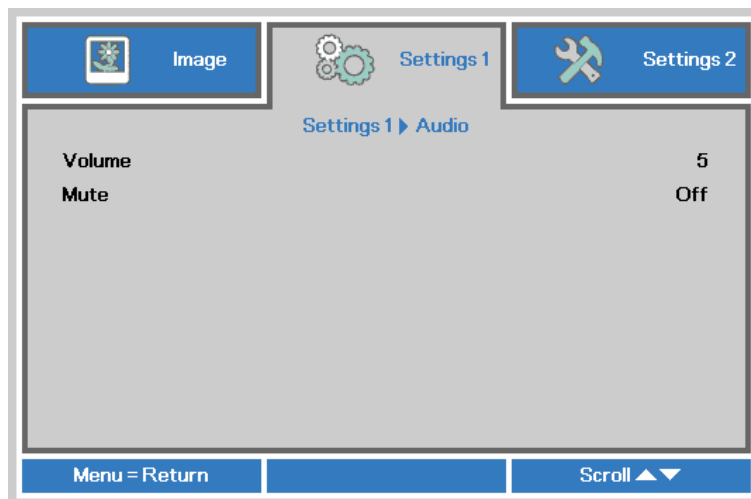 Image Settings 1 Settings 2
Settings 1 ▶ Audio
Volume 5
Mute Off
Menu = Return Scroll ▲▼